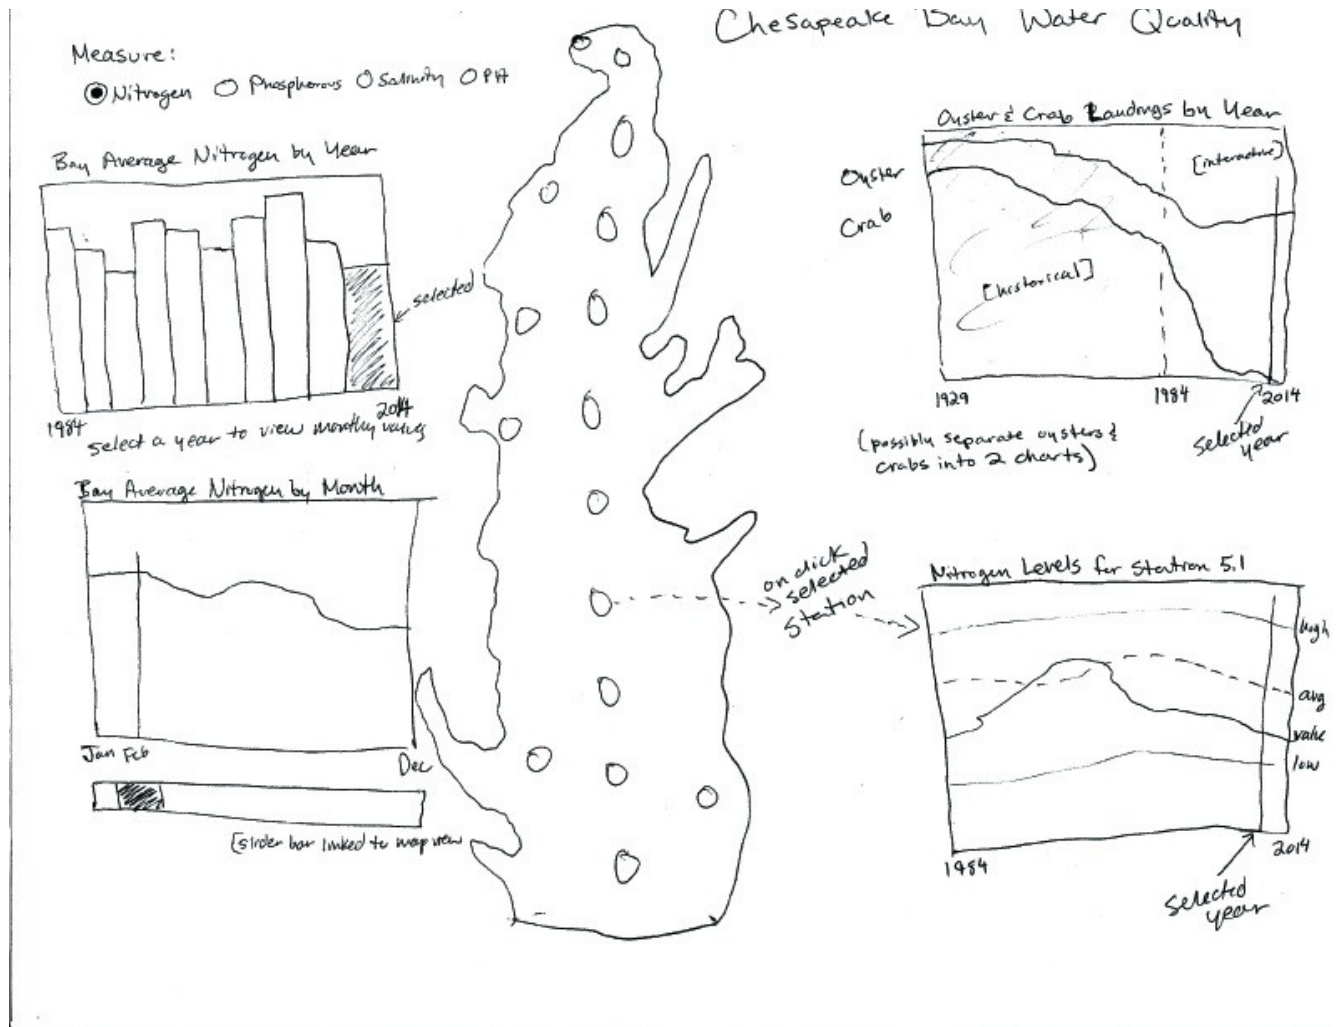 Chesapeake Bay Water Quality
Measure:
Nitrogen Phosphorous Salinity PH
Bay Average Nitrogen by Year
selected
1984
2014
select a year to view monthly values
Bay Average Nitrogen by Month
Jan Feb
Dec
[slider bar linked to map view
on click
selected
station
Oyster & Crab Landings by Year
Oyster
Crab
[interactive]
[historical]
1929
1984
2014
selected
year
(possibly separate oysters &
crabs into 2 charts)
Nitrogen Levels for Station 5.1
high
avg
value
low
1984
2014
selected
year